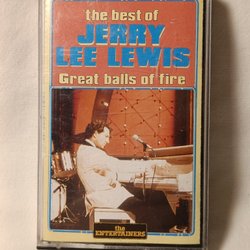 the best of
JERRY
LEE LEWIS
Great balls of fire
the
ENTERTAINERS